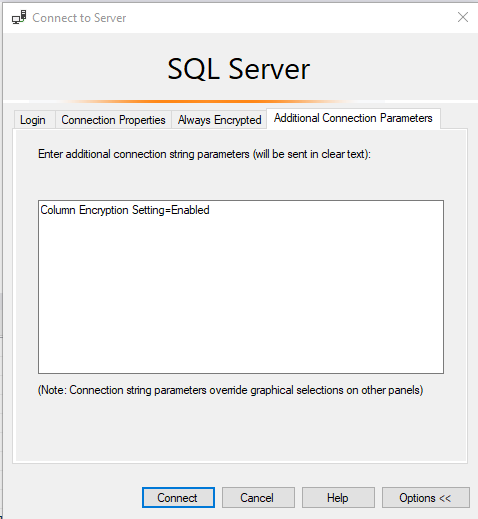 Connect to Server
SQL Server
Login
Connection Properties
Always Encrypted
Additional Connection Parameters
Enter additional connection string parameters (will be sent in clear text):
Column Encryption Setting=Enabled
(Note: Connection string parameters override graphical selections on other panels)
Connect
Cancel
Help
Options <<